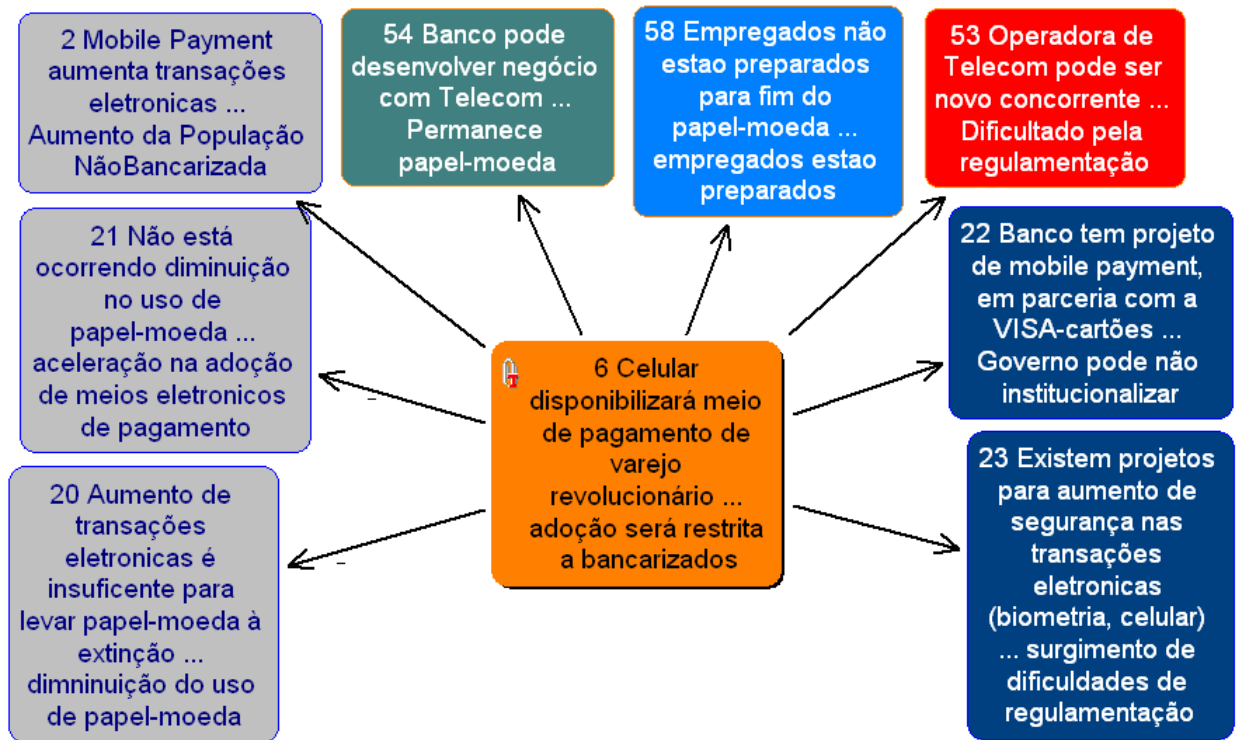 2 Mobile Payment
aumenta transações
eletronicas ...
Aumento da População
NãoBancarizada
54 Banco pode
desenvolver negócio
com Telecom ...
Permanece
papel-moeda
58 Empregados não
estao preparados
para fim do
papel-moeda ...
empregados estao
preparados
53 Operadora de
Telecom pode ser
novo concorrente ...
Dificultado pela
regulamentação
21 Não está
ocorrendo diminuição
no uso de
papel-moeda ...
aceleração na adoção
de meios eletronicos
de pagamento
22 Banco tem projeto
de mobile payment,
em parceria com a
VISA-cartões ...
Governo pode não
institucionalizar
6 Celular
disponibilizará meio
de pagamento de
varejo
revolucionário ...
adoção será restrita
a bancarizados
20 Aumento de
transações
eletronicas é
insuficente para
levar papel-moeda à
extinção ...
dimninuição do uso
de papel-moeda
23 Existem projetos
para aumento de
segurança nas
transações
eletronicas
(biometria, celular)
... surgimento de
dificuldades de
regulamentação
-
-